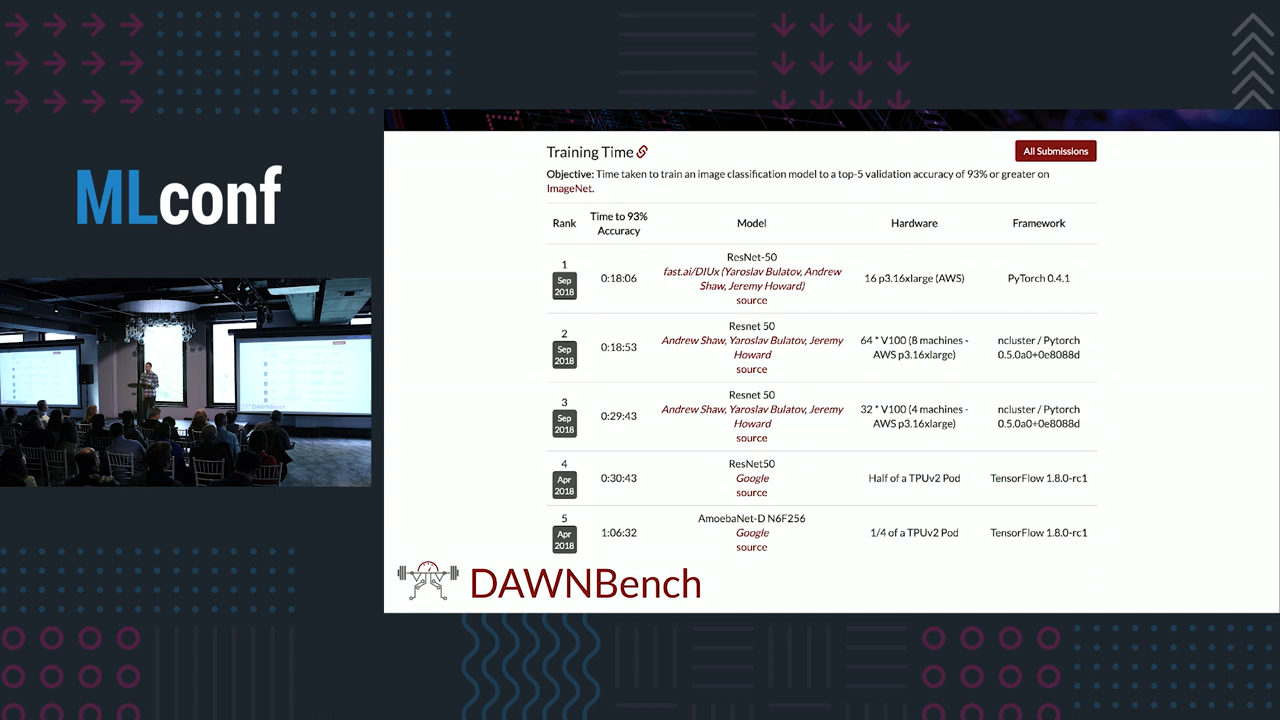 MLconf
Training Time
All Submissions
Objective: Time taken to train an image classification model to a top-5 validation accuracy of 93% or greater on
ImageNet.
Rank
Time to 93%
Accuracy
Model
Hardware
Framework
1
Sep
2018
0:18:06
ResNet-50
fast.ai/DIUx (Yaroslav Bulatov, Andrew
Shaw, Jeremy Howard)
source
16 p3.16xlarge (AWS)
PyTorch 0.4.1
2
Sep
2018
0:18:53
Resnet 50
Andrew Shaw, Yaroslav Bulatov, Jeremy
Howard
source
64 * V100 (8 machines -
AWS p3.16xlarge)
ncluster / Pytorch
0.5.0a0+0e8088d
3
Sep
2018
0:29:43
Resnet 50
Andrew Shaw, Yaroslav Bulatov, Jeremy
Howard
source
32 * V100 (4 machines -
AWS p3.16xlarge)
ncluster / Pytorch
0.5.0a0+0e8088d
4
Apr
2018
0:30:43
ResNet50
Google
source
Half of a TPUv2 Pod
TensorFlow 1.8.0-rc1
5
Apr
2018
1:06:32
AmoebaNet-D N6F256
Google
source
1/4 of a TPUv2 Pod
TensorFlow 1.8.0-rc1
DAWNBench
DAWNBench